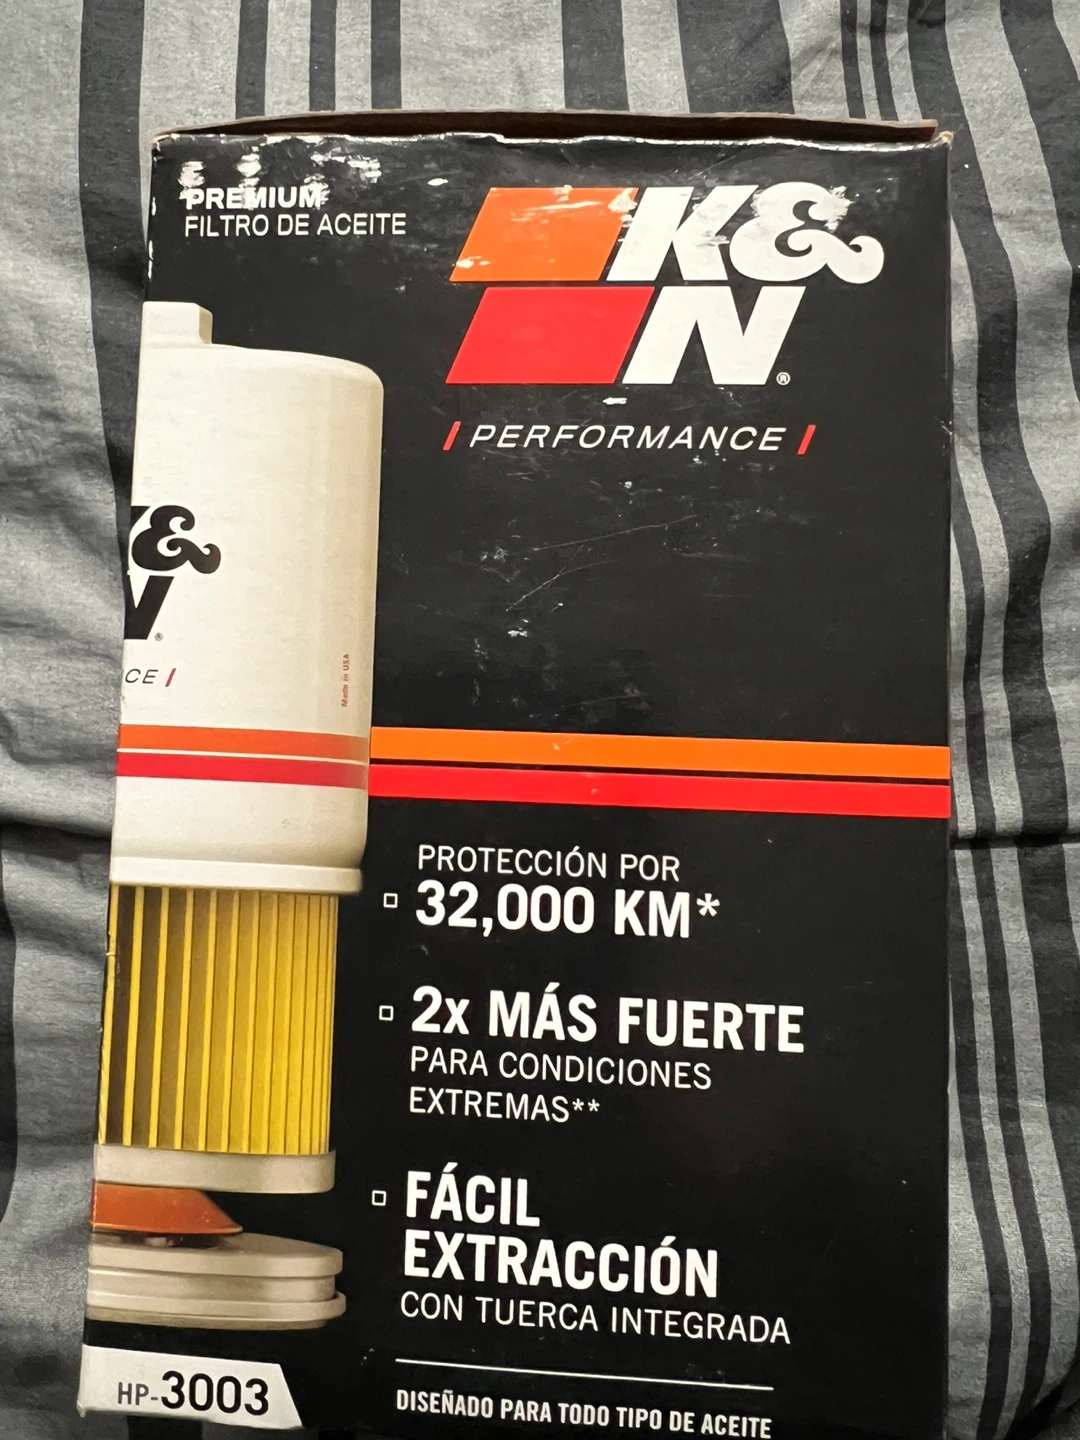 PREMIUM
FILTRO DE ACEITE
K&
N®
/ PERFORMANCE /
K&
N®
CE /
Made in USA
PROTECCIÓN POR
32,000 KM*
2x MÁS FUERTE
PARA CONDICIONES
EXTREMAS**
FÁCIL
EXTRACCIÓN
CON TUERCA INTEGRADA
HP-3003
DISEÑADO PARA TODO TIPO DE ACEITE